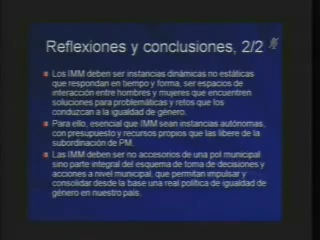 Reflexiones y conclusiones, 2/2
Los IMM deben ser instancias dinámicas no estáticas
que respondan en tiempo y forma, ser espacios de
interacción entre hombres y mujeres que encuentren
soluciones para problemáticas y retos que los
conduzcan a la igualdad de género.
Para ello, esencial que IMM sean instancias autónomas,
con presupuesto y recursos propios que las libere de la
subordinación de PM.
Las IMM deben ser no accesorios de una pol municipal
sino parte integral del esquema de toma de decisiones y
acciones a nivel municipal, que permitan impulsar y
consolidar desde la base una real política de igualdad de
género en nuestro país.